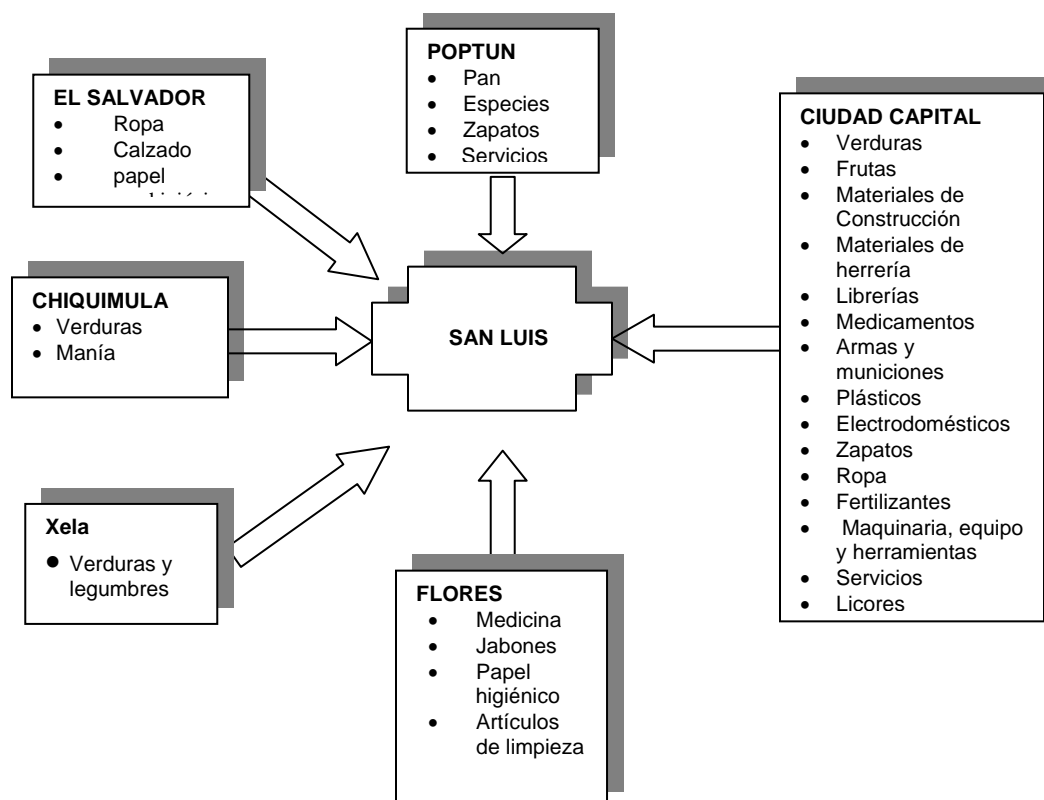 POPTUN
• Pan
• Especies
• Zapatos
• Servicios
EL SALVADOR
• Ropa
• Calzado
• papel
CIUDAD CAPITAL
• Verduras
• Frutas
• Materiales de
Construcción
• Materiales de
herrería
• Librerías
• Medicamentos
• Armas y
municiones
• Plásticos
• Electrodomésticos
• Zapatos
• Ropa
• Fertilizantes
• Maquinaria, equipo
y herramientas
• Servicios
• Licores
CHIQUIMULA
• Verduras
• Manía
SAN LUIS
Xela
• Verduras y
legumbres
FLORES
• Medicina
• Jabones
• Papel
higiénico
• Artículos
de limpieza